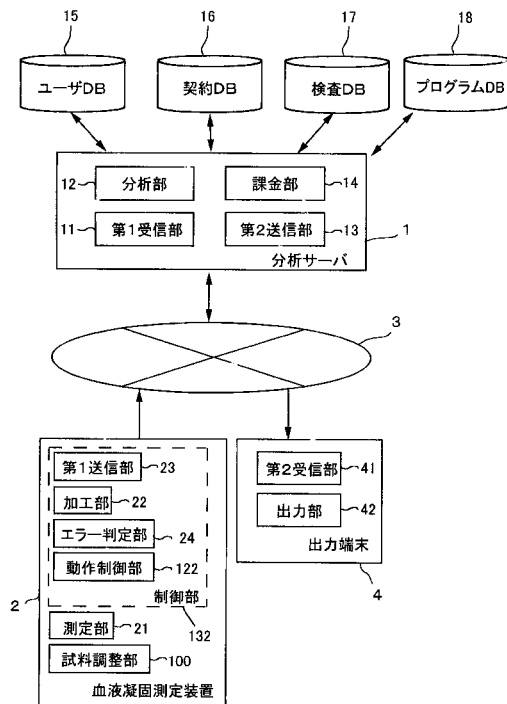 15
16
17
18
ユーザDB
契約DB
検査DB
プログラムDB
12
分析部
課金部
14
11
第1受信部
第2送信部
13
1
分析サーバ
3
第1送信部
23
加工部
22
エラー判定部
24
動作制御部
122
制御部
2
測定部
21
132
試料調整部
100
血液凝固測定装置
第2受信部
41
出力部
42
出力端末
4